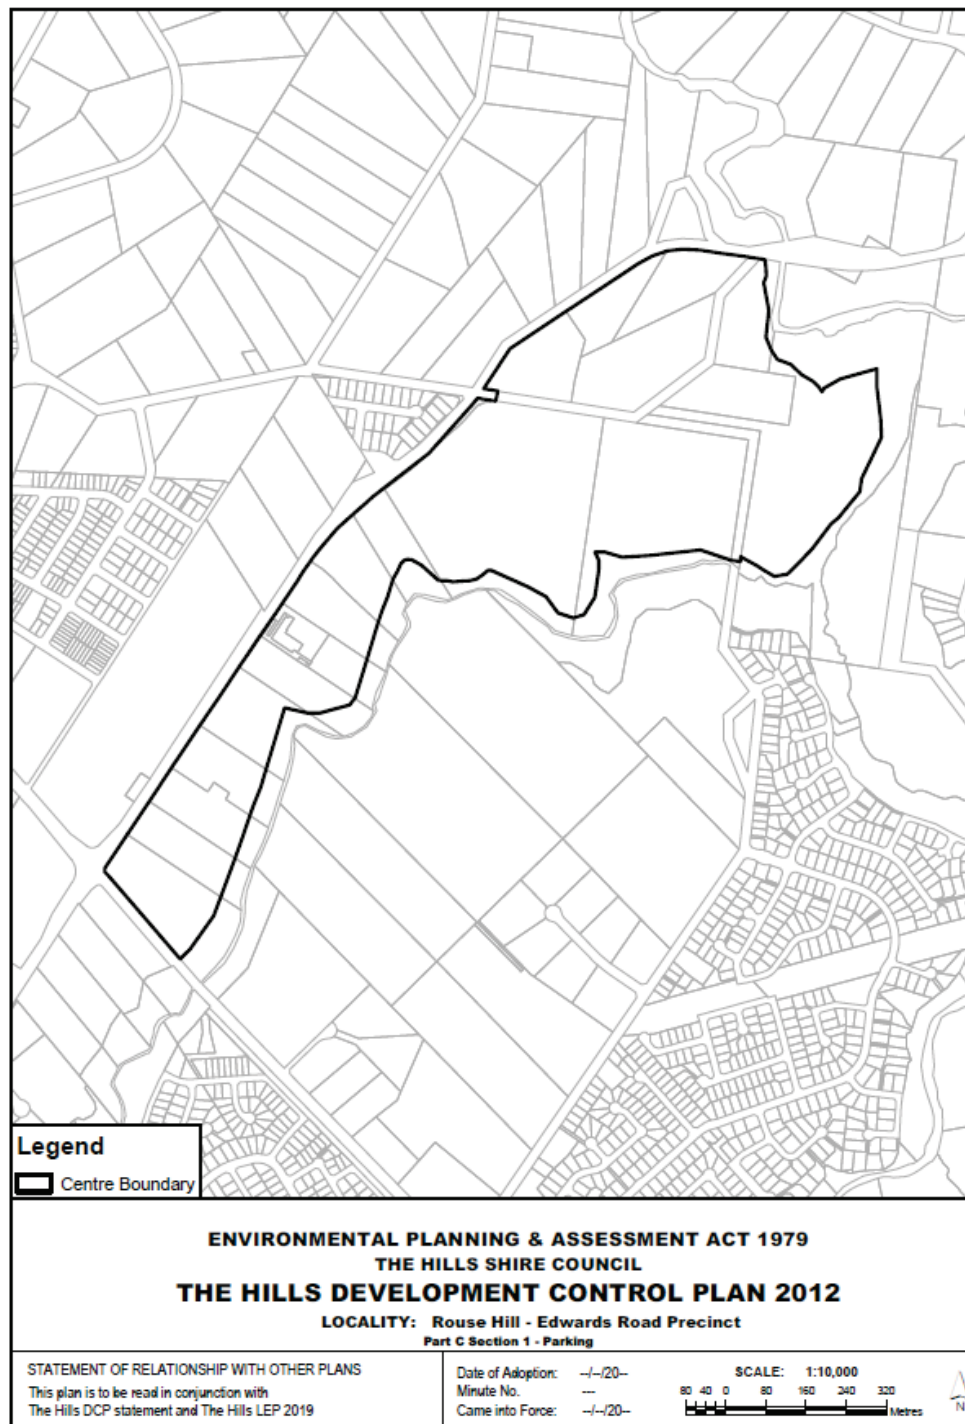 Legend
Centre Boundary
ENVIRONMENTAL PLANNING & ASSESSMENT ACT 1979
THE HILLS SHIRE COUNCIL
THE HILLS DEVELOPMENT CONTROL PLAN 2012
LOCALITY: Rouse Hill - Edwards Road Precinct
Part C Section 1 - Parking
STATEMENT OF RELATIONSHIP WITH OTHER PLANS
This plan is to be read in conjunction with
The Hills DCP statement and The Hills LEP 2019
Date of Adoption: --/--/20--
Minute No. ---
Came into Force: --/--/20--
SCALE: 1:10,000
80 40 0 80 160 240 320
Metres
N